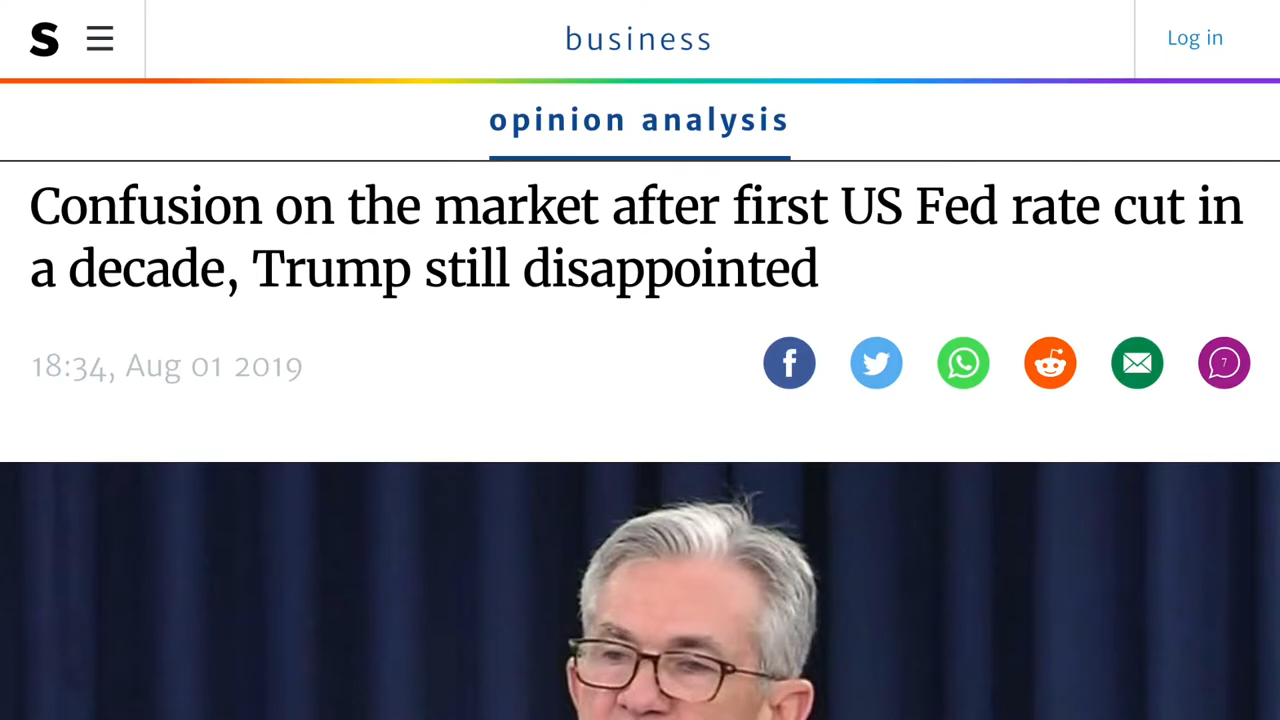 S
business
Log in
opinion analysis
Confusion on the market after first US Fed rate cut in
a decade, Trump still disappointed
18:34, Aug 01 2019
f
7